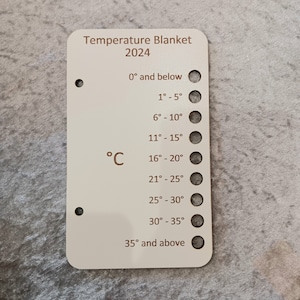 Temperature Blanket
2024
0° and below
1° - 5°
6° - 10°
11° - 15°
°C
16° - 20°
21° - 25°
25° - 30°
30° - 35°
35° and above